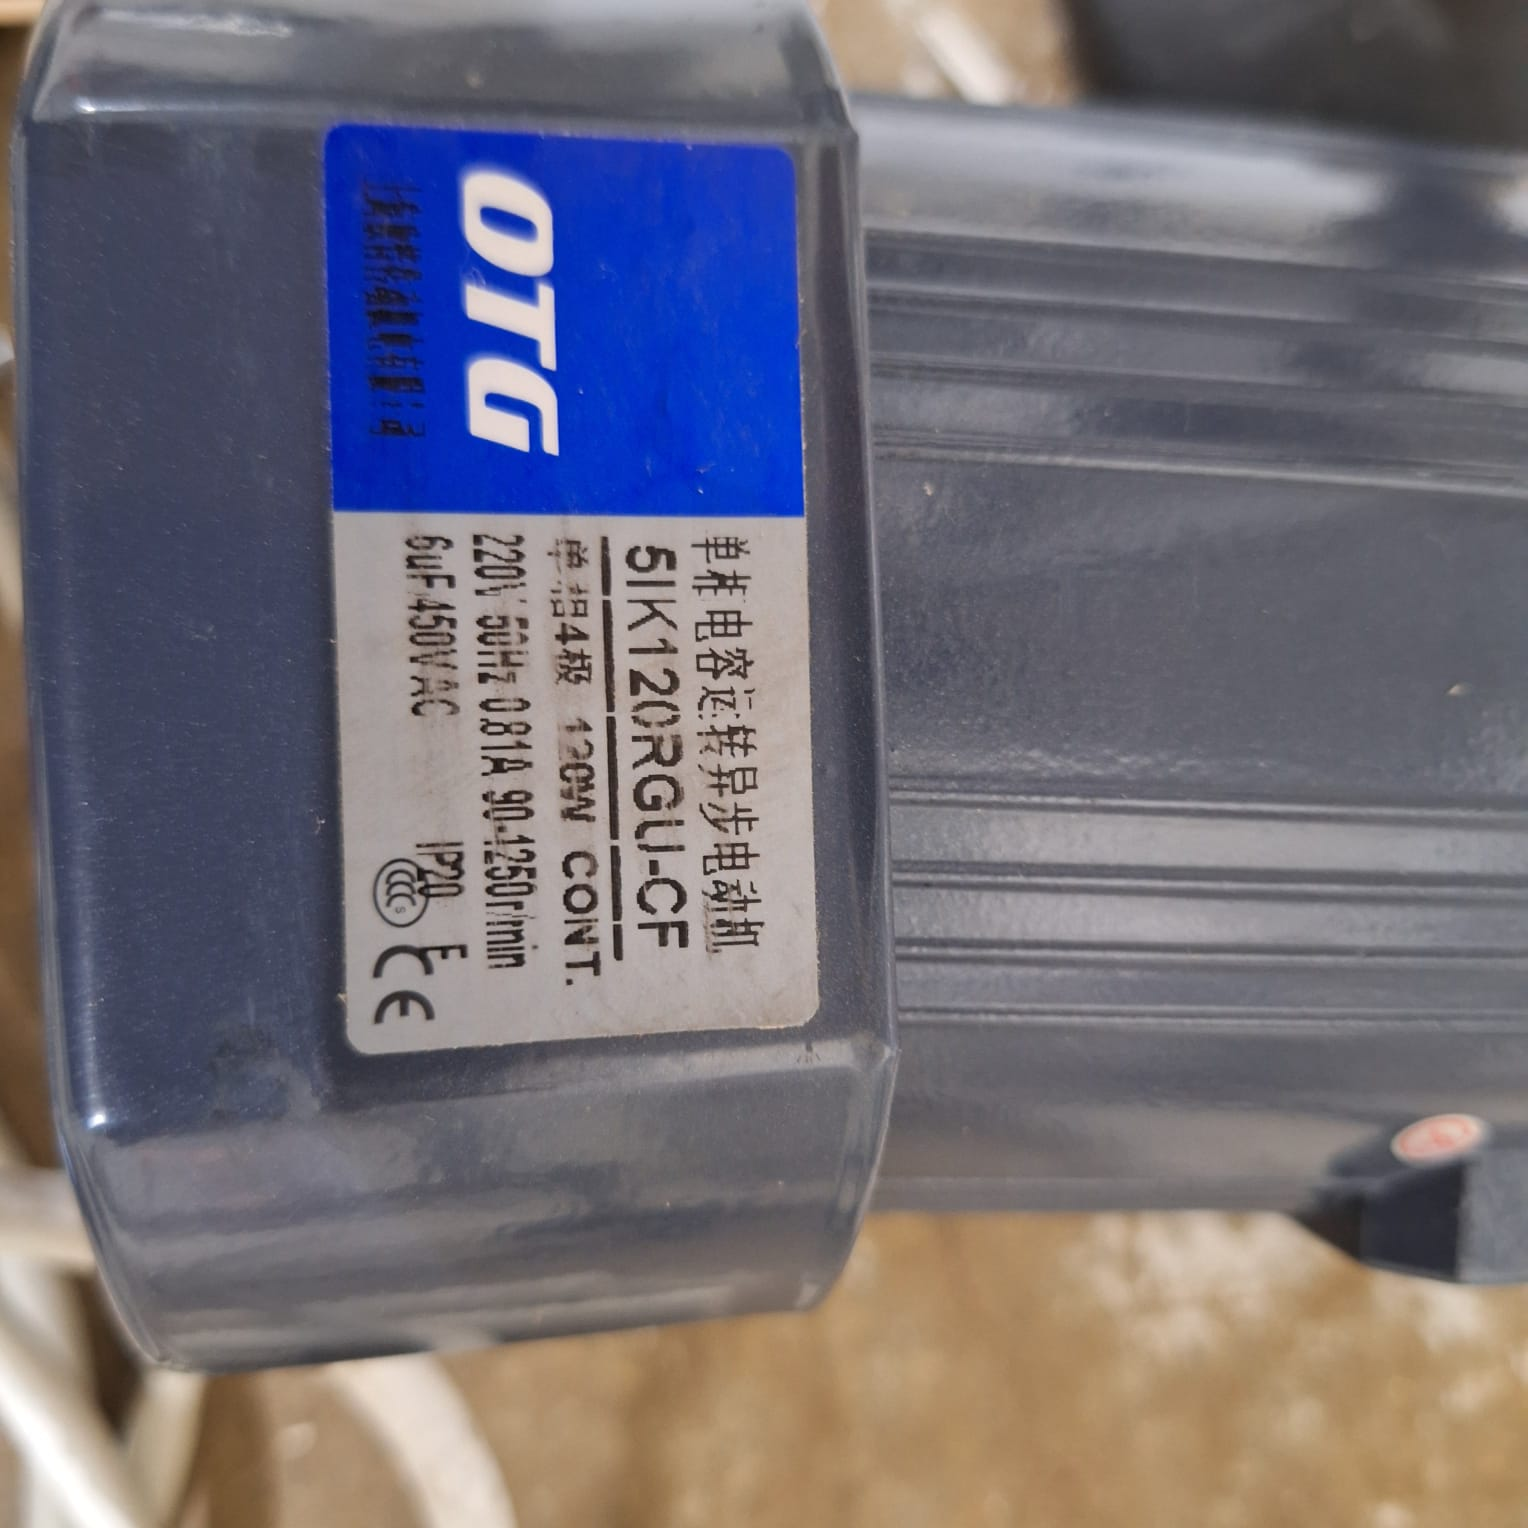 OTG
单相电容运转异步电动机
5IK120RGU-CF
单相4极 120W CONT.
220V 50Hz 0.81A 90-1250r/min
6uF 450VAC IP20 E
CCC S CE